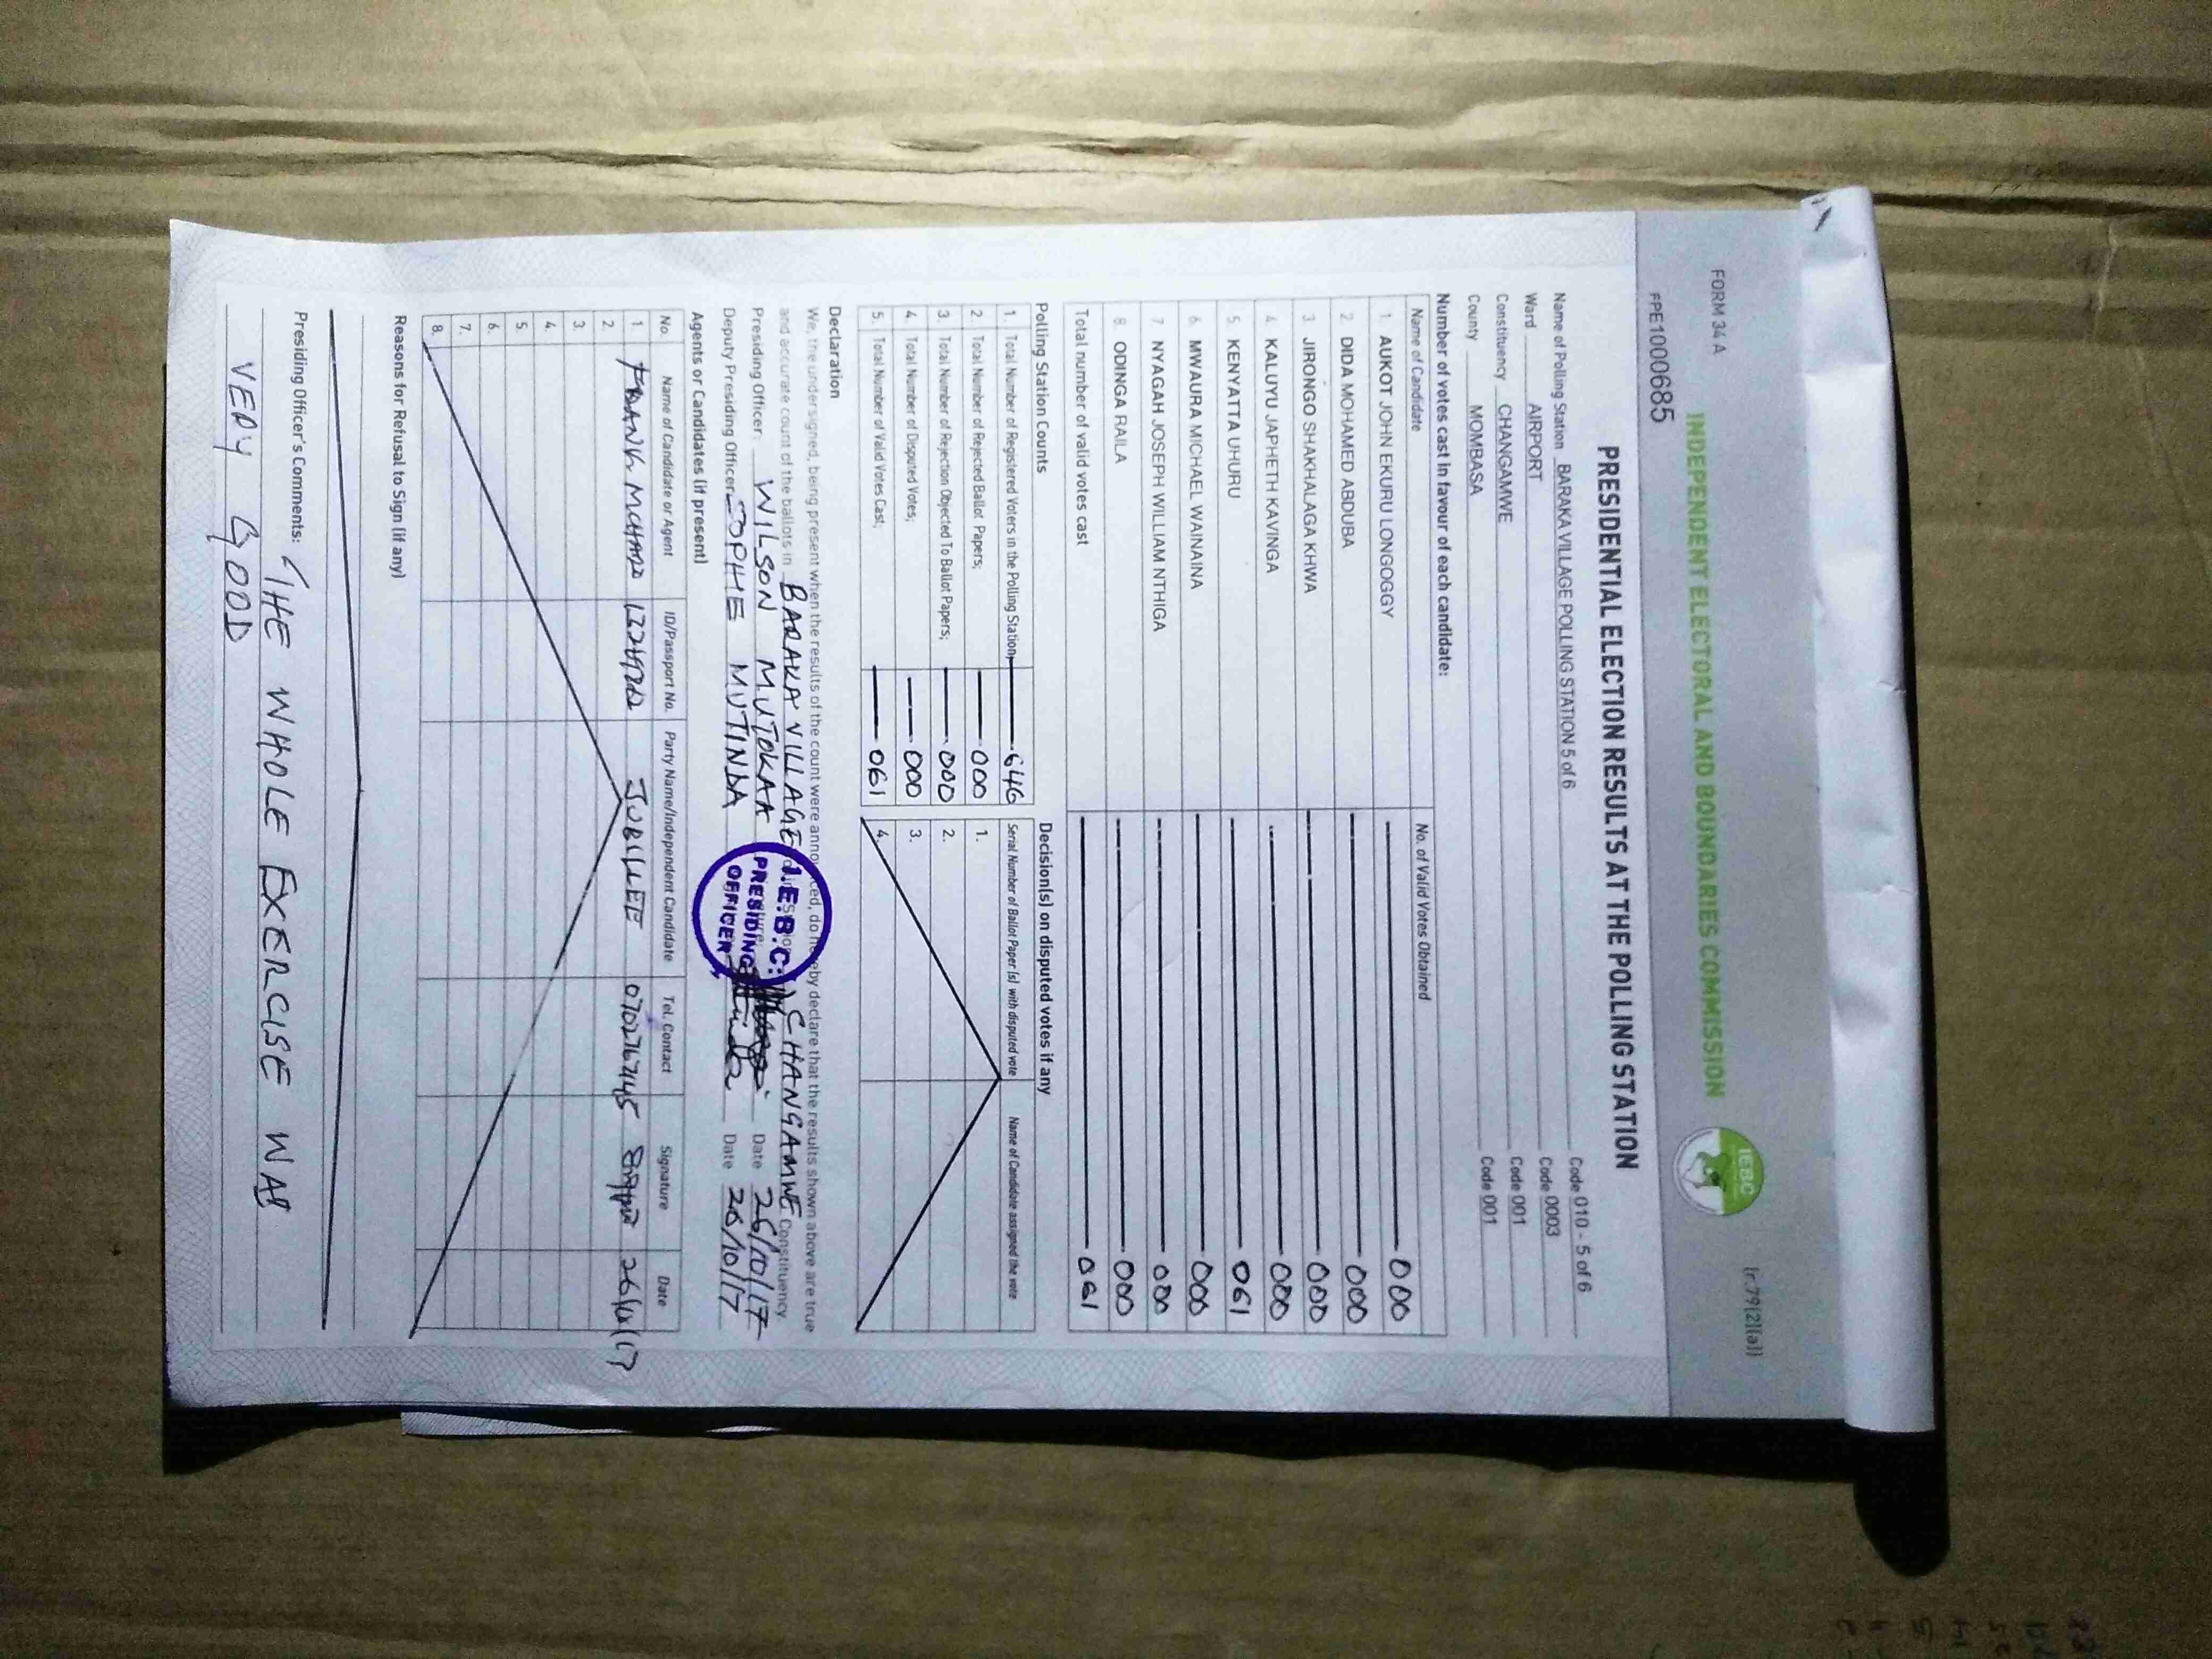 FORM 34 A
[r.79(2)(a)]
INDEPENDENT ELECTORAL AND BOUNDARIES COMMISSION
IEBC
PPE1000685
PRESIDENTIAL ELECTION RESULTS AT THE POLLING STATION
Name of Polling Station BARAKA VILLAGE POLLING STATION 5 of 6 Code 010 - 5 of 6
Ward AIRPORT Code 0003
Constituency CHANGAMWE Code 001
County MOMBASA Code 001
Number of votes cast in favour of each candidate:
Name of Candidate No. of Valid Votes Obtained
1. AUKOT JOHN EKURU LONGOGGY 000
2. DIDA MOHAMED ABDUBA 000
3. JIRONGO SHAKHALAGA KHWA 000
4. KALUYU JAPHETH KAVINGA 000
5. KENYATTA UHURU 061
6. MWAURA MICHAEL WAINAINA 000
7. NYAGAH JOSEPH WILLIAM NTHIGA 000
8. ODINGA RAILA 000
Total number of valid votes cast 061
Polling Station Counts
1. Total Number of Registered Voters in the Polling Station; 646
2. Total Number of Rejected Ballot Papers; 000
3. Total Number of Rejection Objected To Ballot Papers; 000
4. Total Number of Disputed Votes; 000
5. Total Number of Valid Votes Cast; 061
Decision(s) on disputed votes if any
Serial Number of Ballot Paper (s) with disputed vote Name of Candidate assigned the vote
1.
2.
3.
4.
Declaration
We, the undersigned, being present when the results of the count were announced, do hereby declare that the results shown above are true
and accurate count of the ballots in BARAKA VILLAGE CHANGAMWE Constituency
Presiding Officer WILSON MUTOKAA Date 26/10/17
Deputy Presiding Officer SOPHE MUTINDA Date 26/10/17
I.E.B.C.
PRESIDING
OFFICER
Agents or Candidates (if present)
No. Name of Candidate or Agent ID/Passport No. Party Name/Independent Candidate Tel. Contact Signature Date
1. JUBILEE 26/10/17
2.
3.
4.
5.
6.
7.
8.
Reasons for Refusal to Sign (if any)
Presiding Officer's Comments: THE WHOLE EXERCISE WAS
VERY GOOD